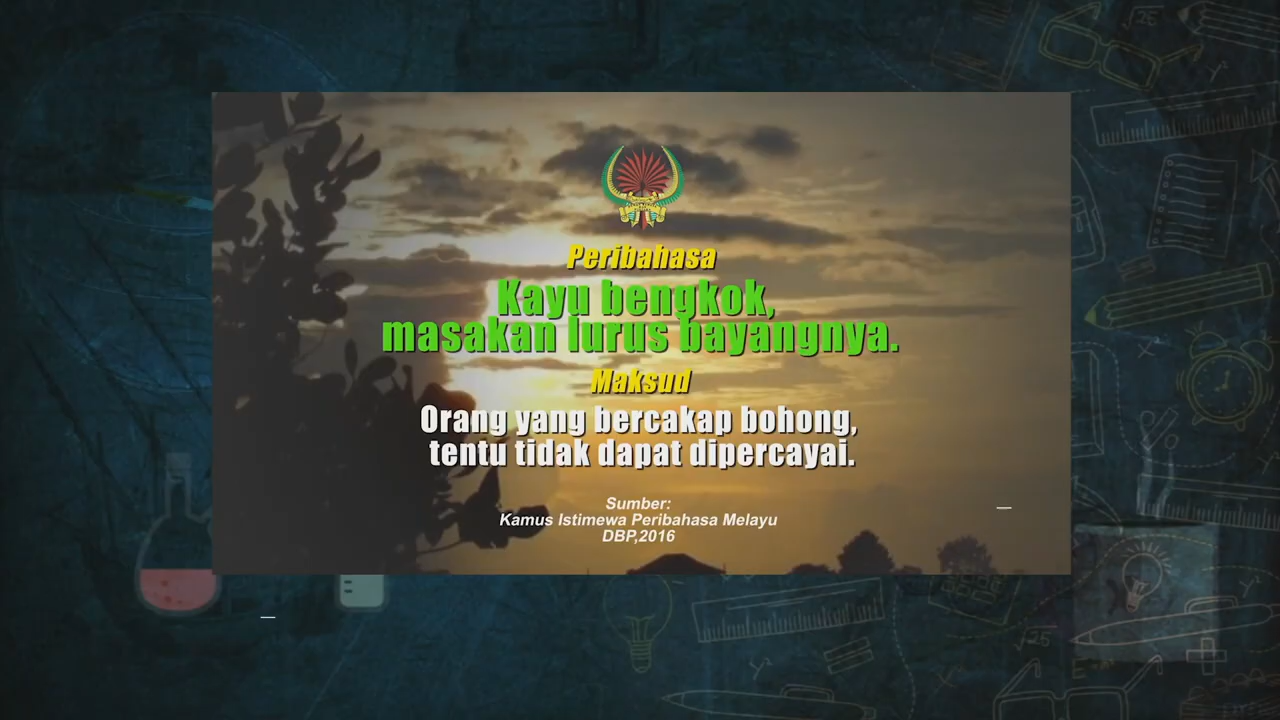 Peribahasa
Kayu bengkok,
masakan lurus bayangnya.
Maksud
Orang yang bercakap bohong,
tentu tidak dapat dipercayai.
Sumber:
Kamus Istimewa Peribahasa Melayu
DBP,2016